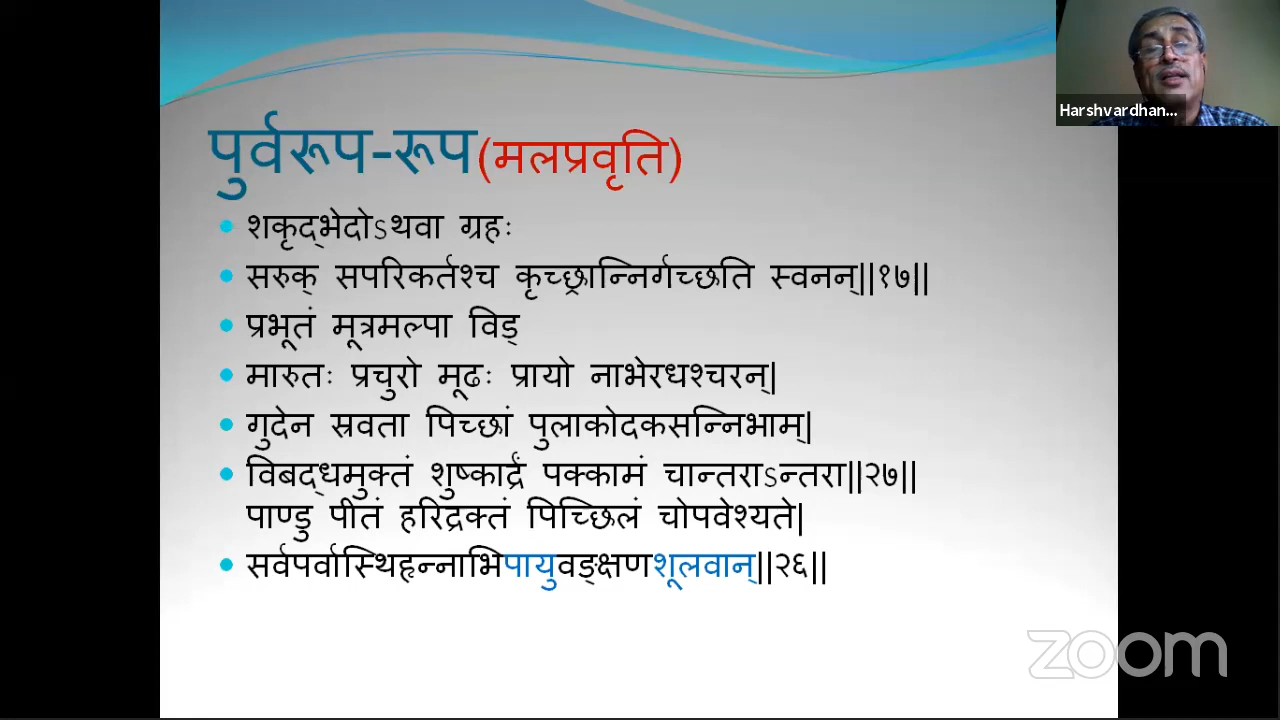 पुर्वरूप-रूप(मलप्रवृति)
शकृद्भेदोऽथवा ग्रहः
सरुक् सपरिकर्तश्च कृच्छ्रान्निर्गच्छति स्वनन्||१७||
प्रभूतं मूत्रमल्पा विड्
मारुतः प्रचुरो मूढः प्रायो नाभेरधश्चरन्|
गुदेन स्रवता पिच्छां पुलाकोदकसन्निभाम्|
विबद्धमुक्तं शुष्कार्द्रं पक्कामं चान्तराऽन्तरा||२७||
पाण्डु पीतं हरिद्रक्तं पिच्छिलं चोपवेश्यते|
सर्वपर्वास्थिहृन्नाभिपायुवङ्क्षणशूलवान्||२६||
Harshvardhan...
zoom